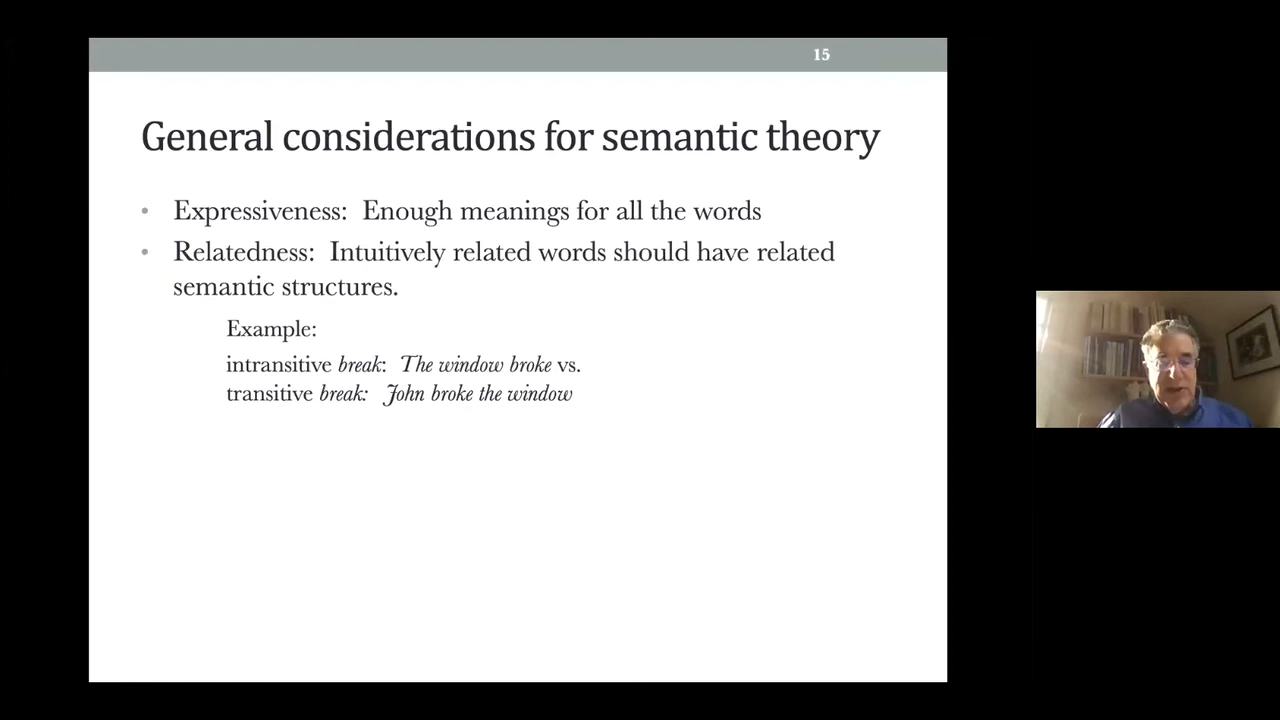 15
General considerations for semantic theory
• Expressiveness: Enough meanings for all the words
• Relatedness: Intuitively related words should have related
semantic structures.
Example:
intransitive break: The window broke vs.
transitive break: John broke the window